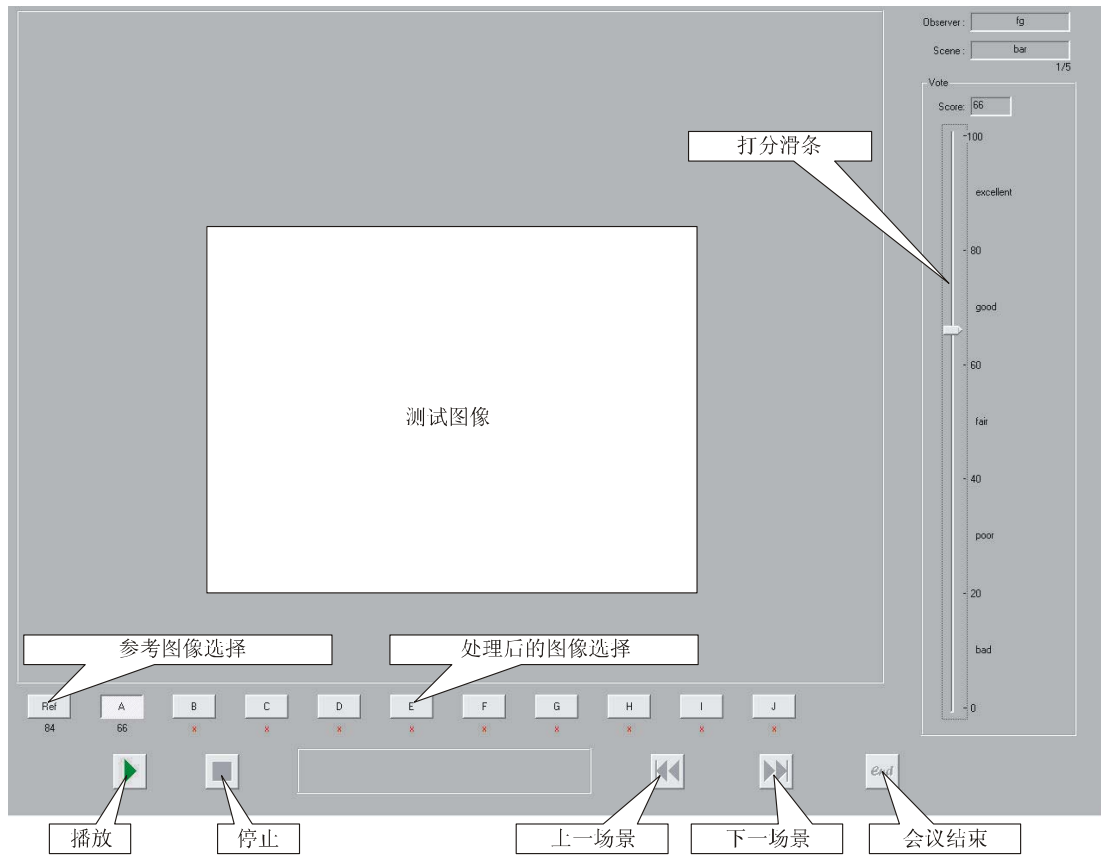 Observer :
fg
Scene :
bar
1/5
Vote
Score:
66
打分滑条
100
excellent
80
good
60
fair
40
poor
20
bad
0
测试图像
参考图像选择
处理后的图像选择
Ref
A
B
C
D
E
F
G
H
I
J
84
66
x
x
x
x
x
x
x
x
x
end
播放
停止
上一场景
下一场景
会议结束